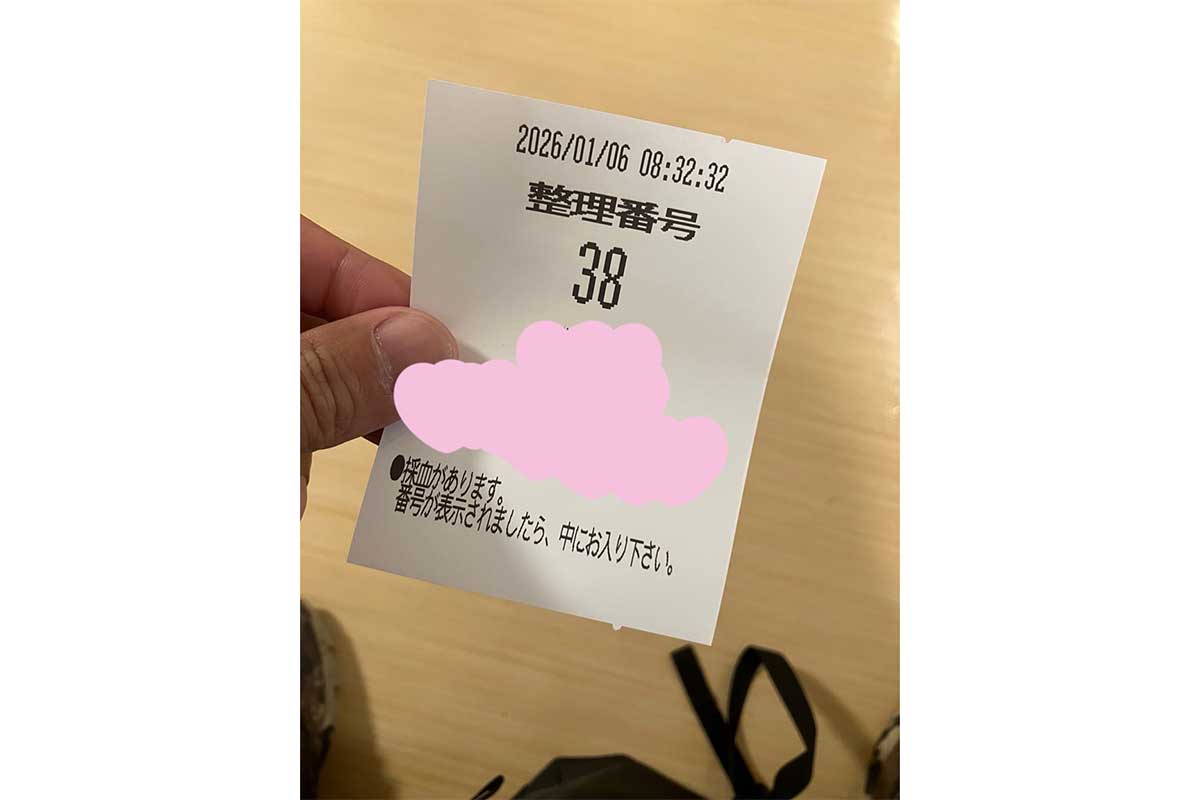 2026/01/06 08:32:32
整理番号
38
●採血があります。
番号が表示されましたら、中にお入り下さい。